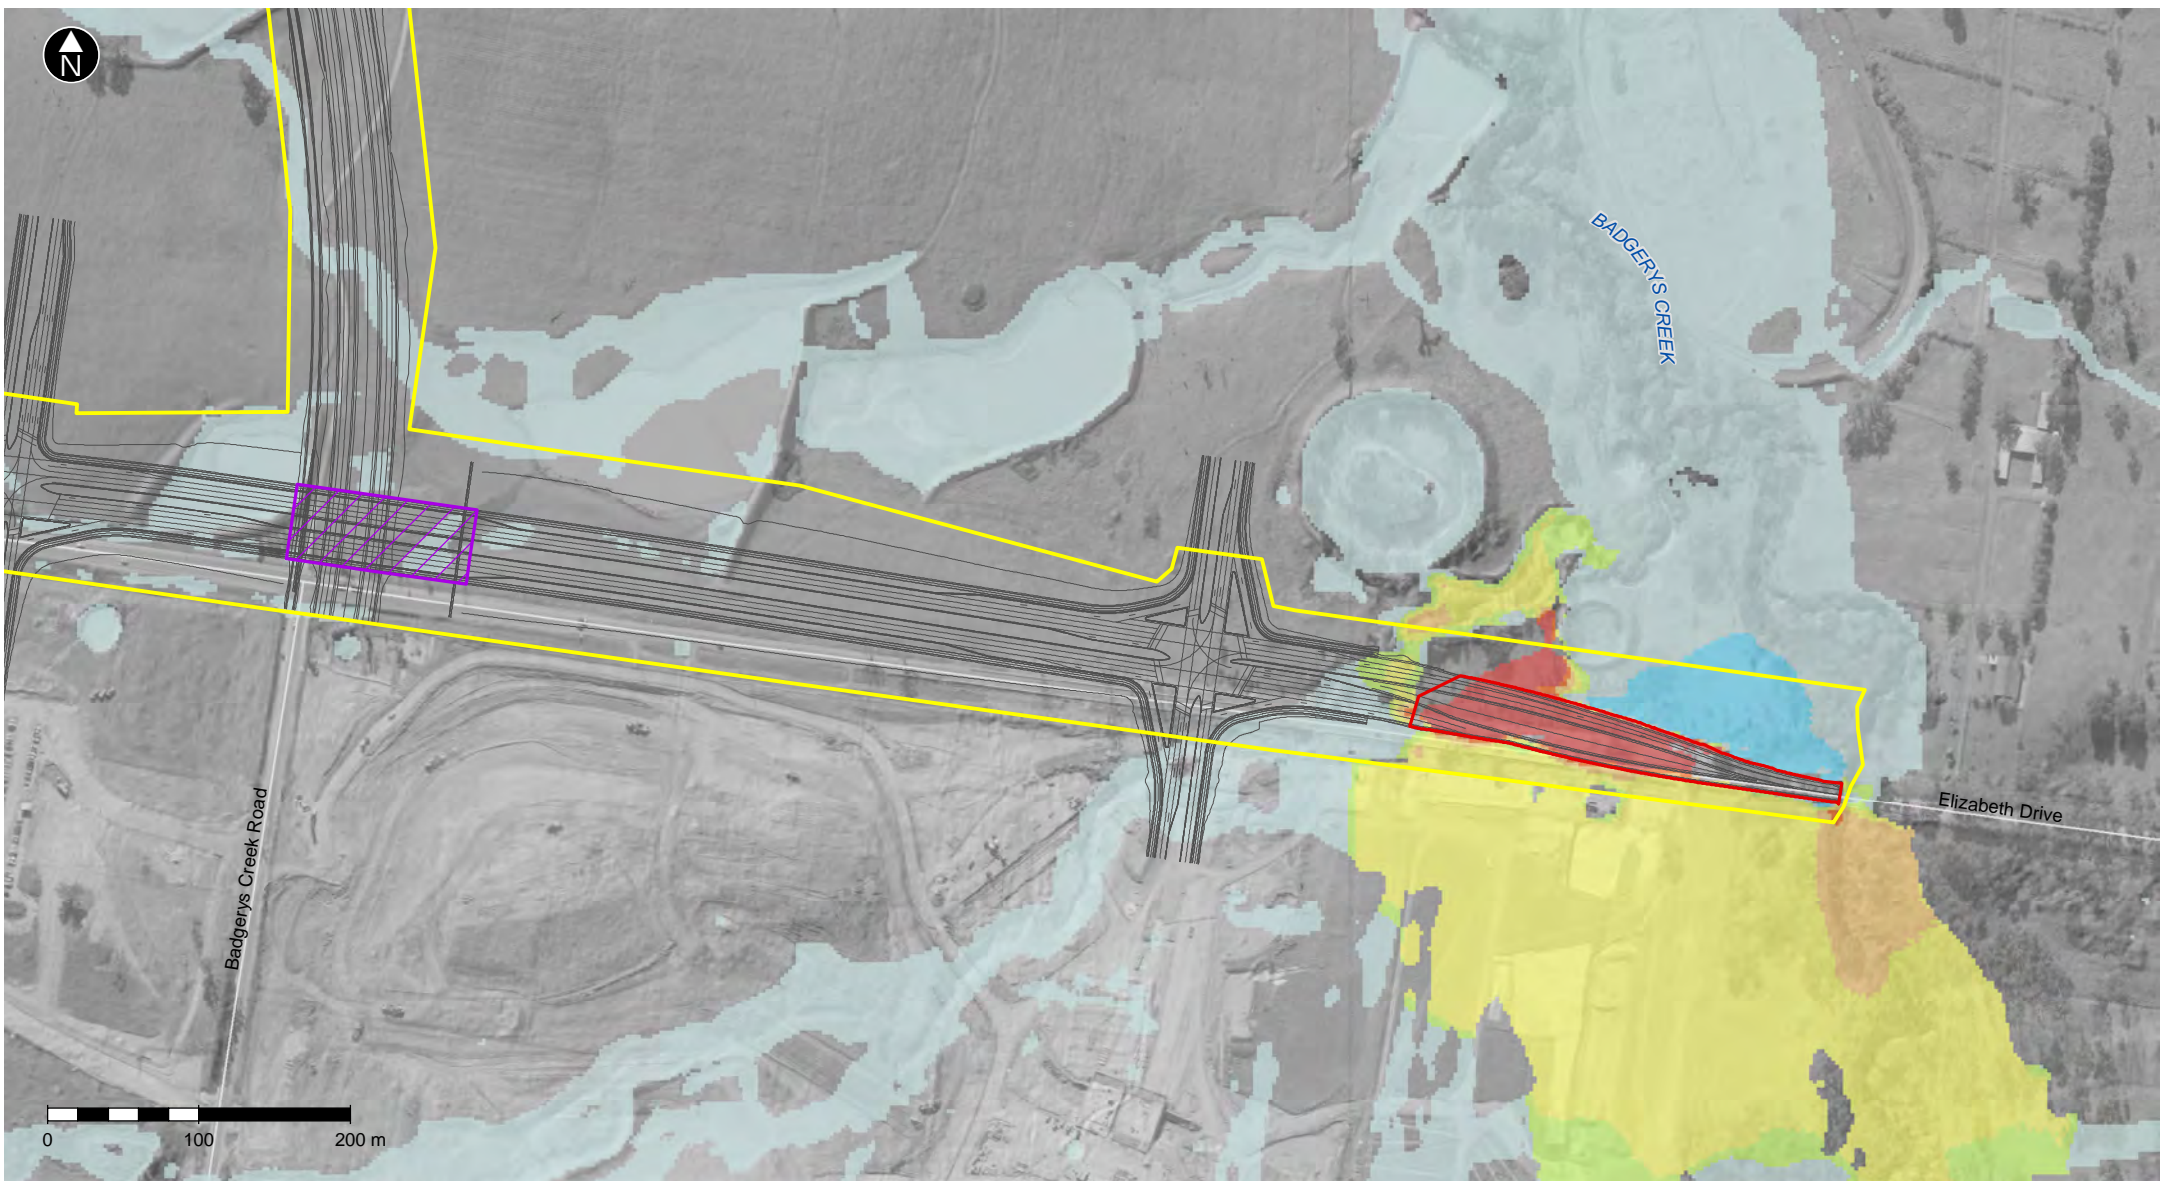 N
BADGERYS CREEK
Elizabeth Drive
Badgerys Creek Road
0 100 200 m